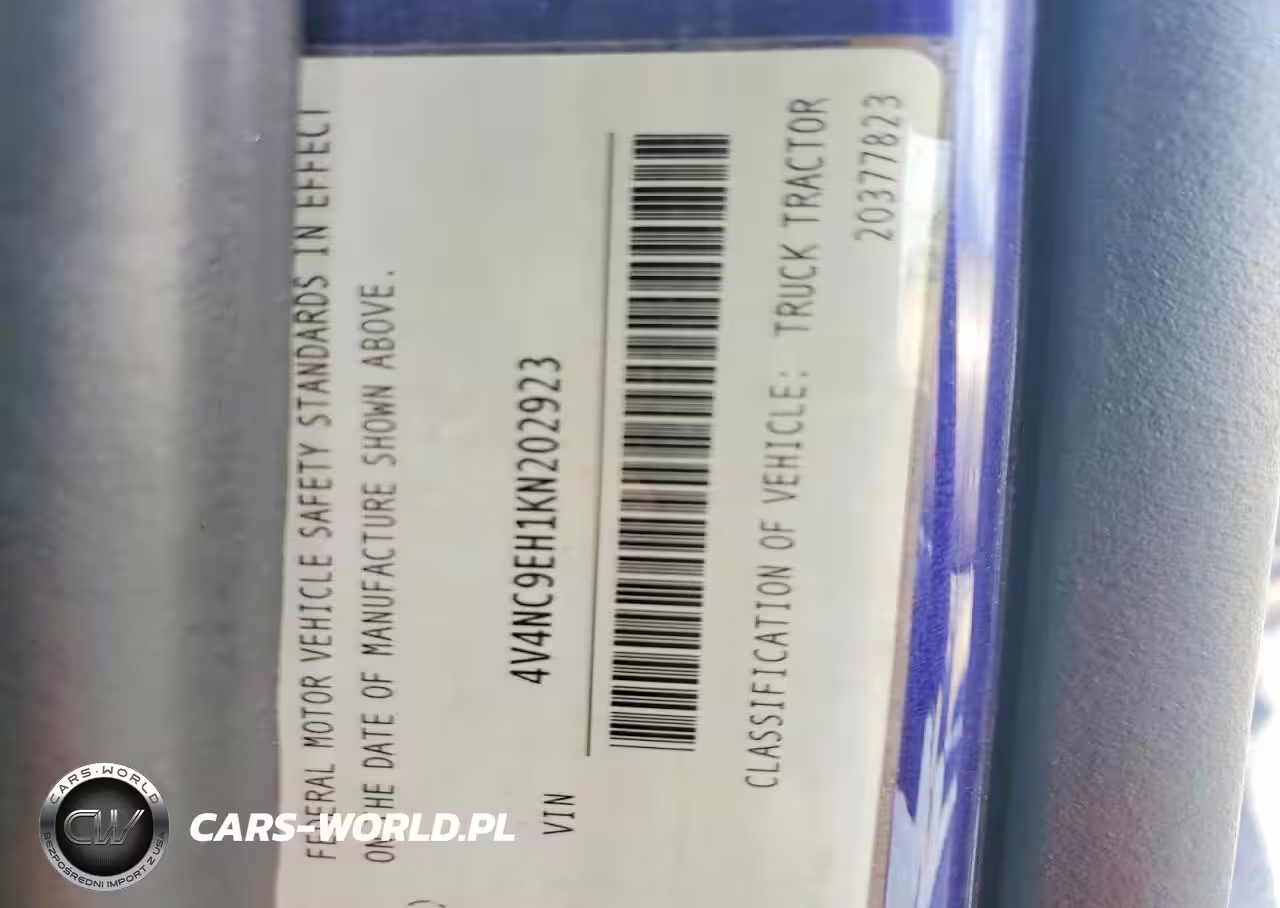 FEDERAL MOTOR VEHICLE SAFETY STANDARDS IN EFFECT
ON THE DATE OF MANUFACTURE SHOWN ABOVE.
VIN 4V4NC9EH1KN202923
CLASSIFICATION OF VEHICLE: TRUCK TRACTOR
20377823
CARS-WORLD
CW
BEZPOŚREDNI IMPORT Z USA
CARS-WORLD.PL